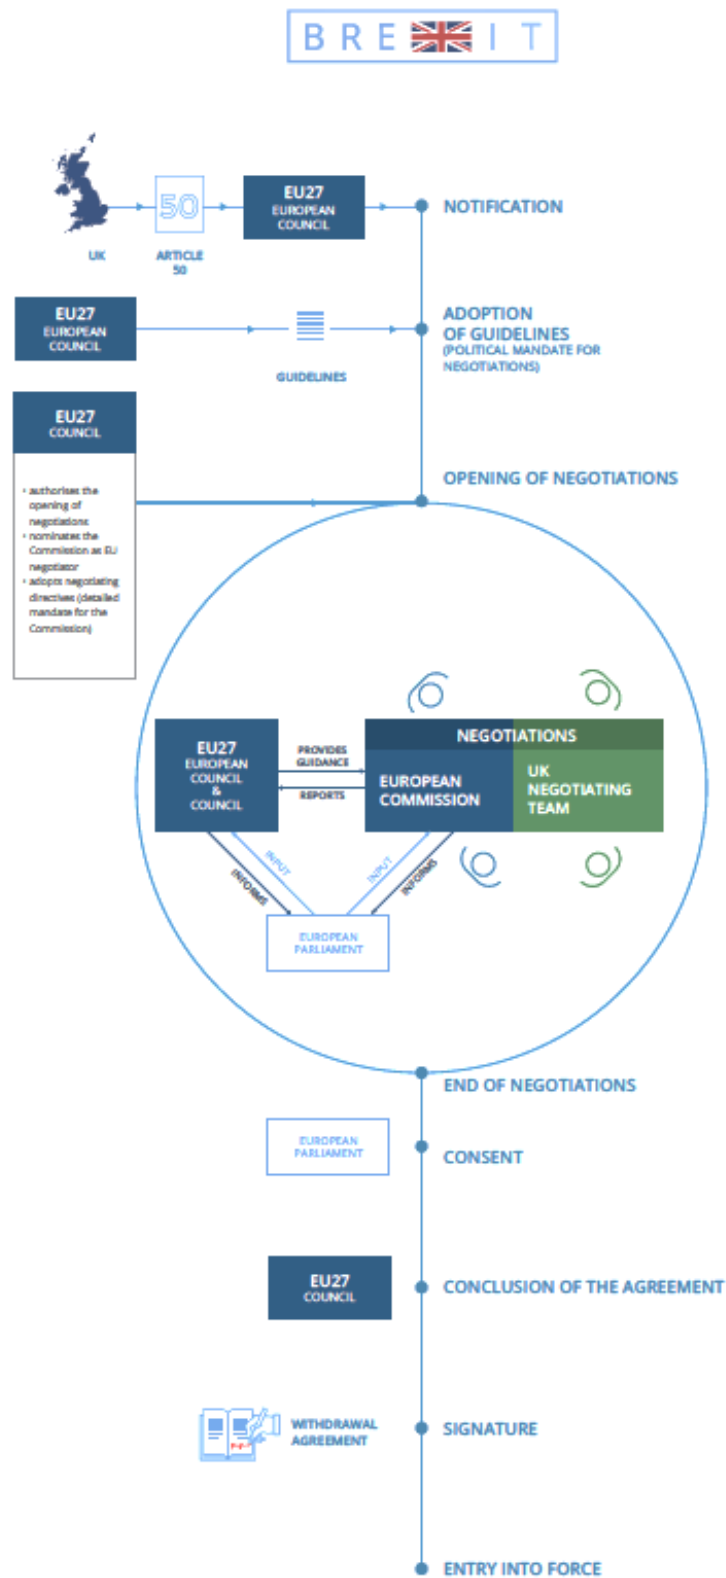 BREXIT
50
EU27
EUROPEAN
COUNCIL
NOTIFICATION
UK
ARTICLE
50
EU27
EUROPEAN
COUNCIL
GUIDELINES
ADOPTION
OF GUIDELINES
(POLITICAL MANDATE FOR
NEGOTIATIONS)
EU27
COUNCIL
• authorises the
opening of
negotiations
• nominates the
Commission as EU
negotiator
• adopts negotiating
directives (detailed
mandate for the
Commission)
OPENING OF NEGOTIATIONS
EU27
EUROPEAN
COUNCIL
&
COUNCIL
PROVIDES
GUIDANCE
REPORTS
NEGOTIATIONS
EUROPEAN
COMMISSION
UK
NEGOTIATING
TEAM
INFORMS
INPUT
INPUT
INFORMS
EUROPEAN
PARLIAMENT
END OF NEGOTIATIONS
EUROPEAN
PARLIAMENT
CONSENT
EU27
COUNCIL
CONCLUSION OF THE AGREEMENT
WITHDRAWAL
AGREEMENT
SIGNATURE
ENTRY INTO FORCE